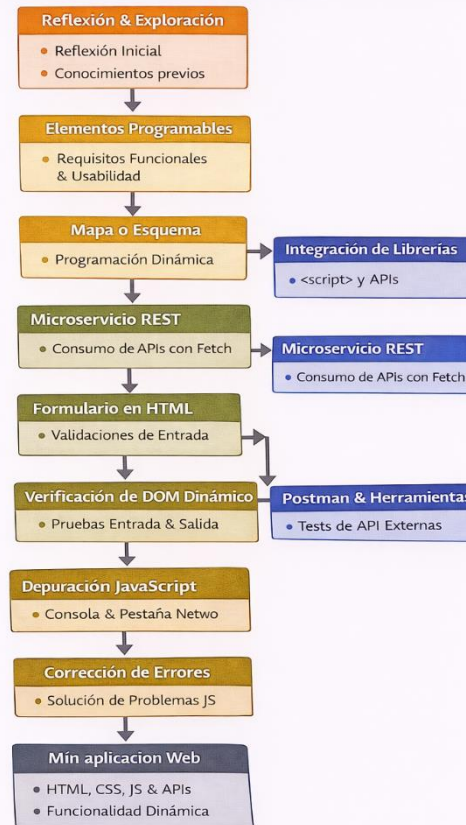 Reflexión & Exploración
• Reflexión Inicial
• Conocimientos previos
Elementos Programables
• Requisitos Funcionales
& Usabilidad
Mapa o Esquema
• Programación Dinámica
Integración de Librerías
• <script> y APIs
Microservicio REST
• Consumo de APIs con Fetch
Microservicio REST
• Consumo de APIs con Fetch
Formulario en HTML
• Validaciones de Entrada
Verificación de DOM Dinámico
• Pruebas Entrada & Salida
Postman & Herramientas
• Tests de API Externas
Depuración JavaScript
• Consola & Pestaña Netwo
Corrección de Errores
• Solución de Problemas JS
Mín aplicacion Web
• HTML, CSS, JS & APIs
• Funcionalidad Dinámica